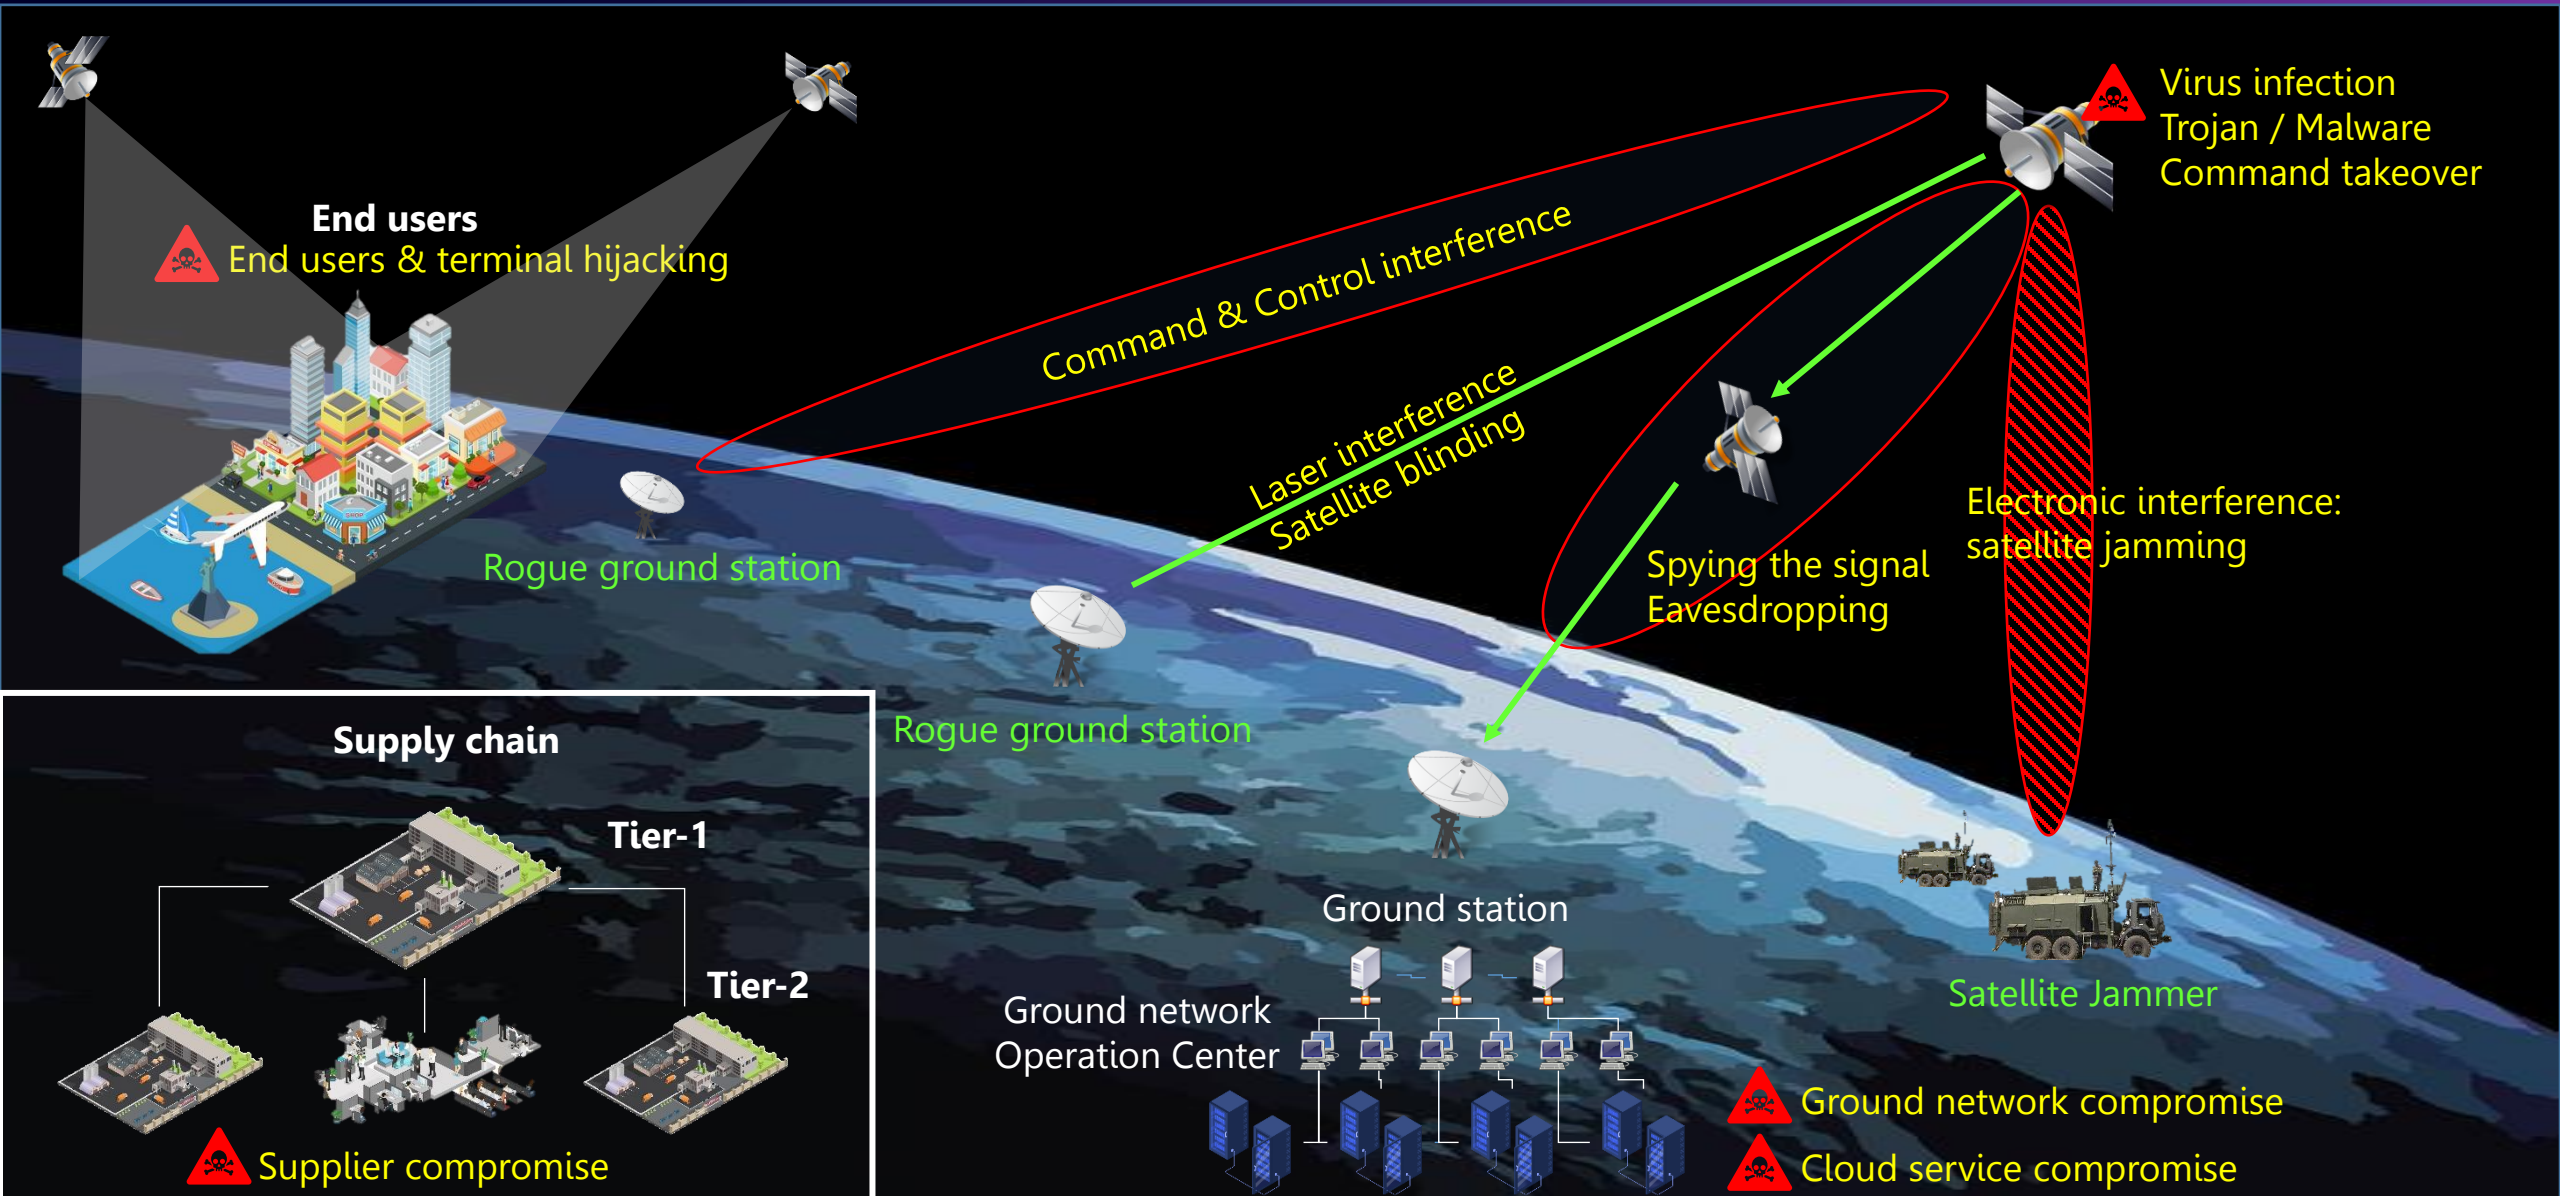 Virus infection
Trojan / Malware
Command takeover
End users
End users & terminal hijacking
Command & Control interference
Laser interference
Satellite blinding
Electronic interference:
satellite jamming
Spying the signal
Eavesdropping
Rogue ground station
Rogue ground station
Supply chain
Tier-1
Tier-2
Supplier compromise
Ground station
Ground network
Operation Center
Satellite Jammer
Ground network compromise
Cloud service compromise
SHOP